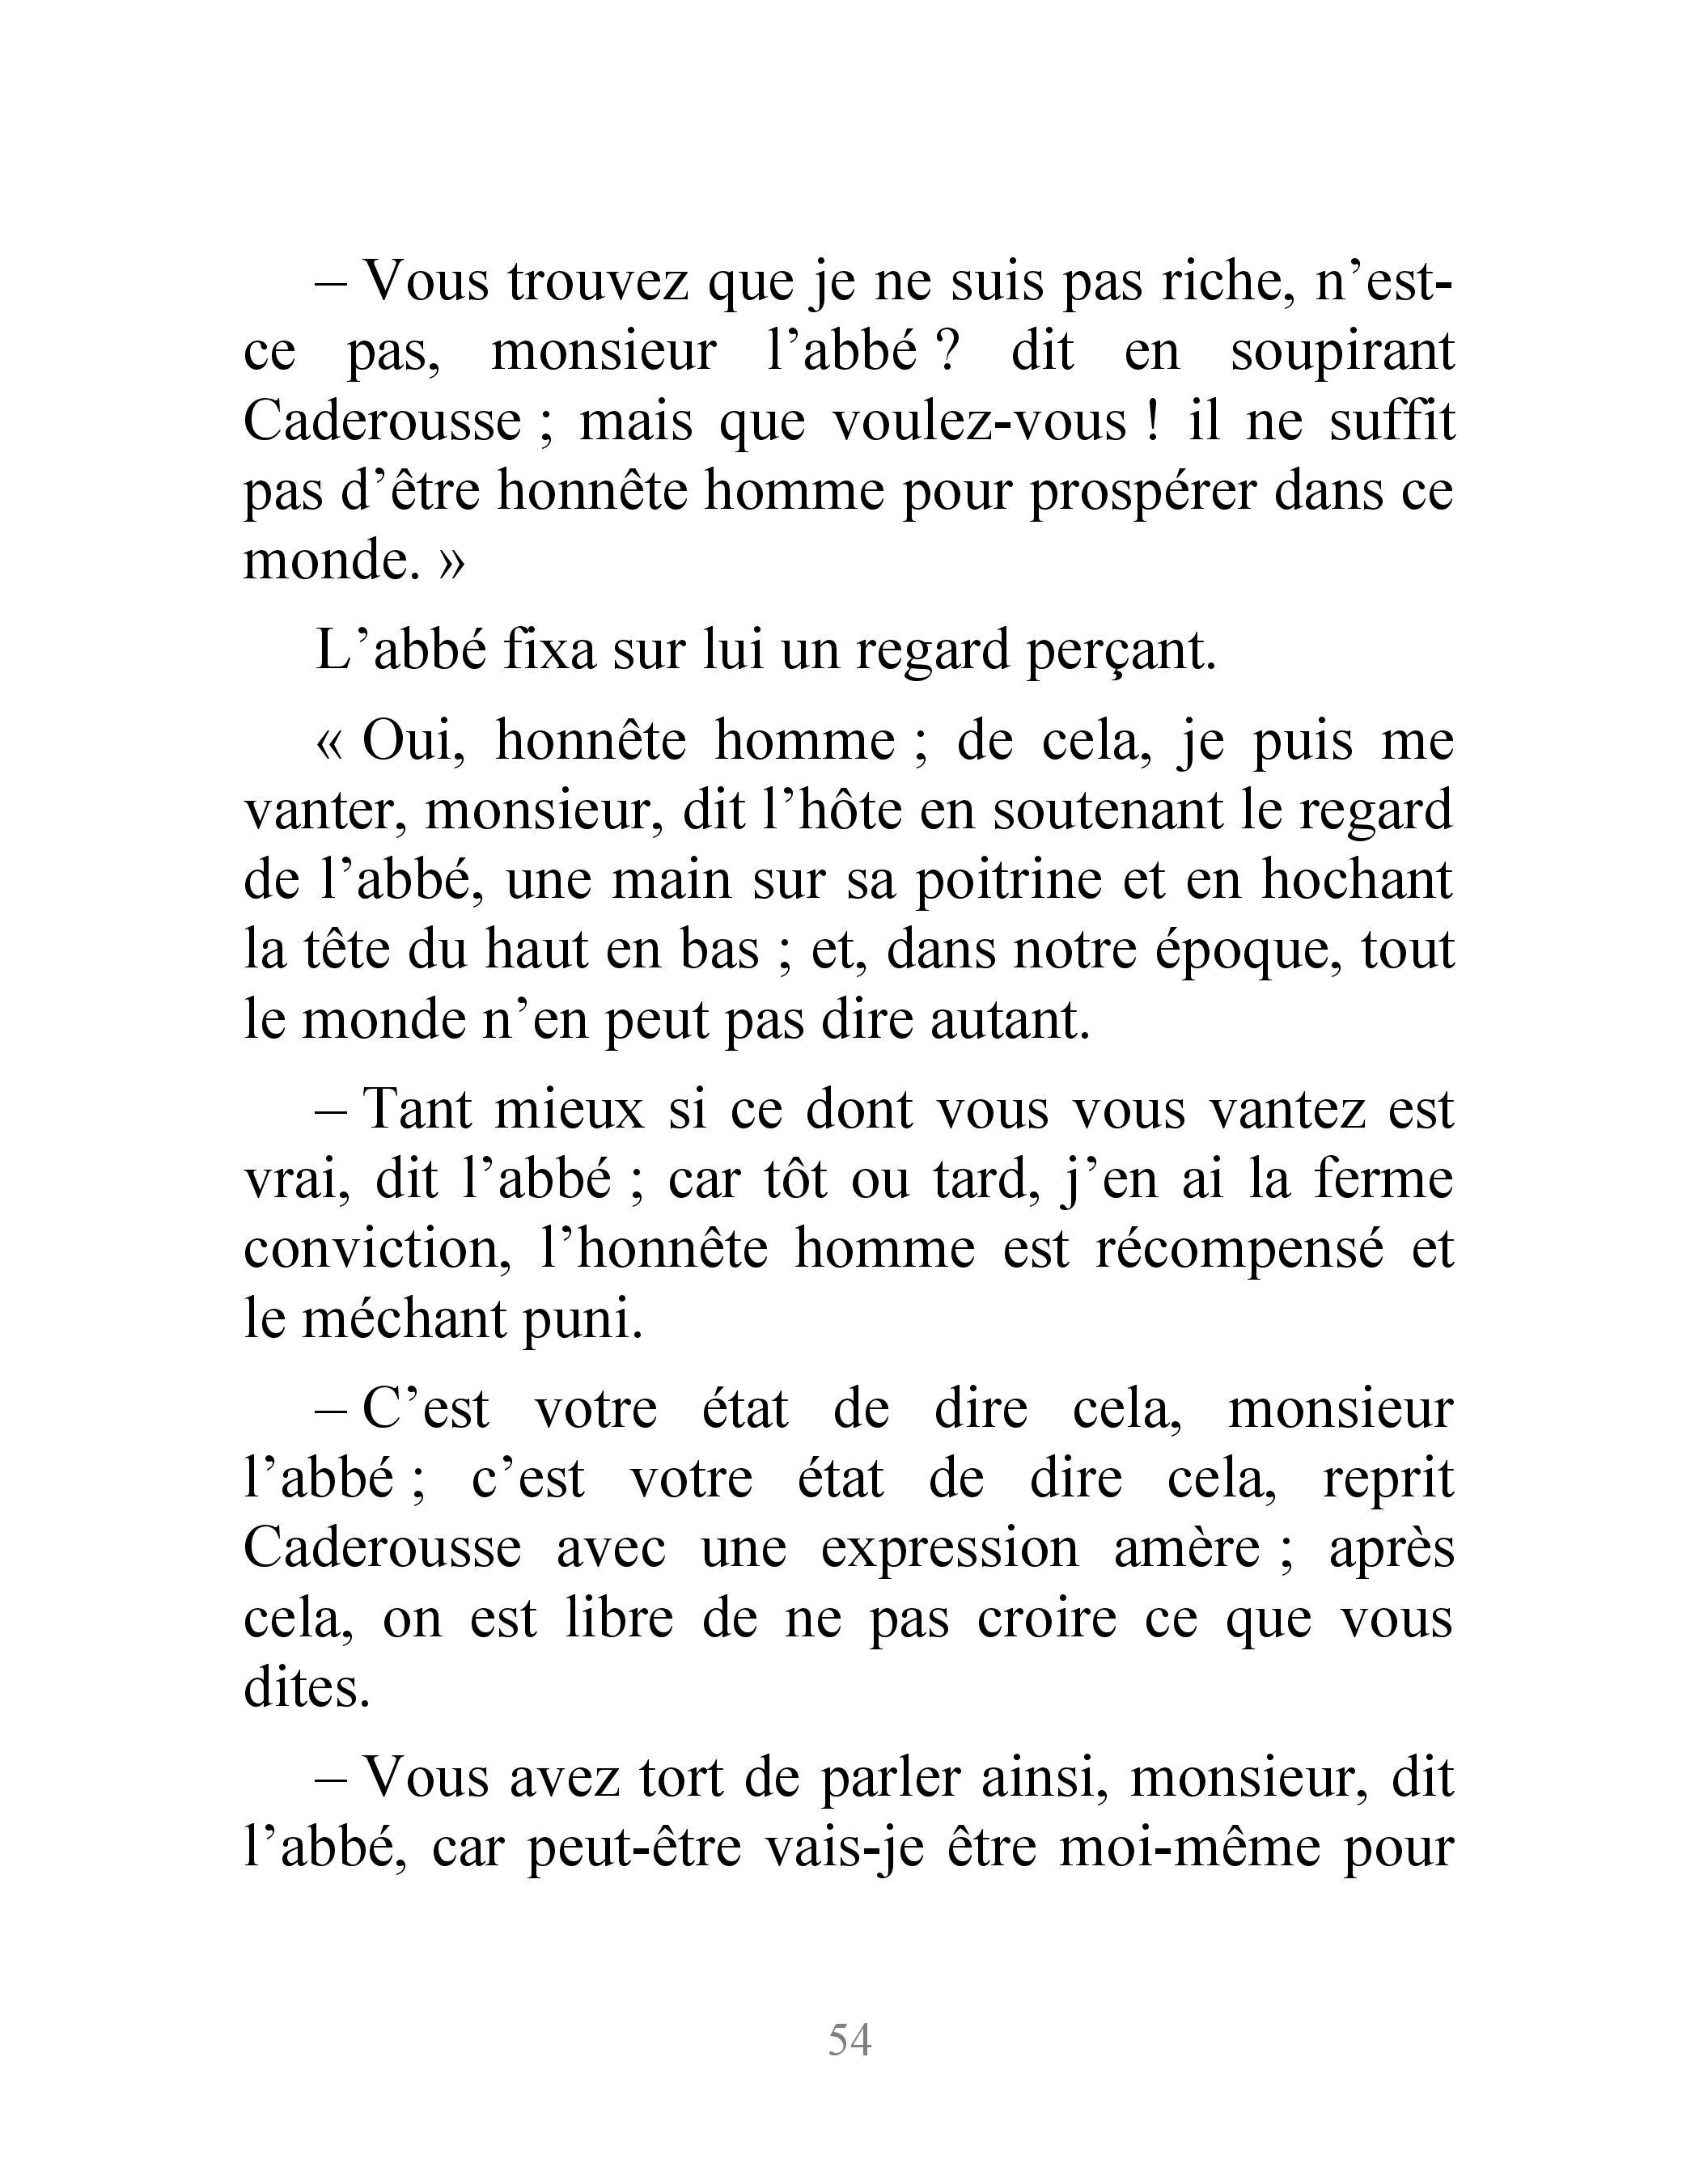 – Vous trouvez que je ne suis pas riche, n’est-
ce pas, monsieur l’abbé ? dit en soupirant
Caderousse ; mais que voulez-vous ! il ne suffit
pas d’être honnête homme pour prospérer dans ce
monde. »
L’abbé fixa sur lui un regard perçant.
« Oui, honnête homme ; de cela, je puis me
vanter, monsieur, dit l’hôte en soutenant le regard
de l’abbé, une main sur sa poitrine et en hochant
la tête du haut en bas ; et, dans notre époque, tout
le monde n’en peut pas dire autant.
– Tant mieux si ce dont vous vous vantez est
vrai, dit l’abbé ; car tôt ou tard, j’en ai la ferme
conviction, l’honnête homme est récompensé et
le méchant puni.
– C’est votre état de dire cela, monsieur
l’abbé ; c’est votre état de dire cela, reprit
Caderousse avec une expression amère ; après
cela, on est libre de ne pas croire ce que vous
dites.
– Vous avez tort de parler ainsi, monsieur, dit
l’abbé, car peut-être vais-je être moi-même pour
54